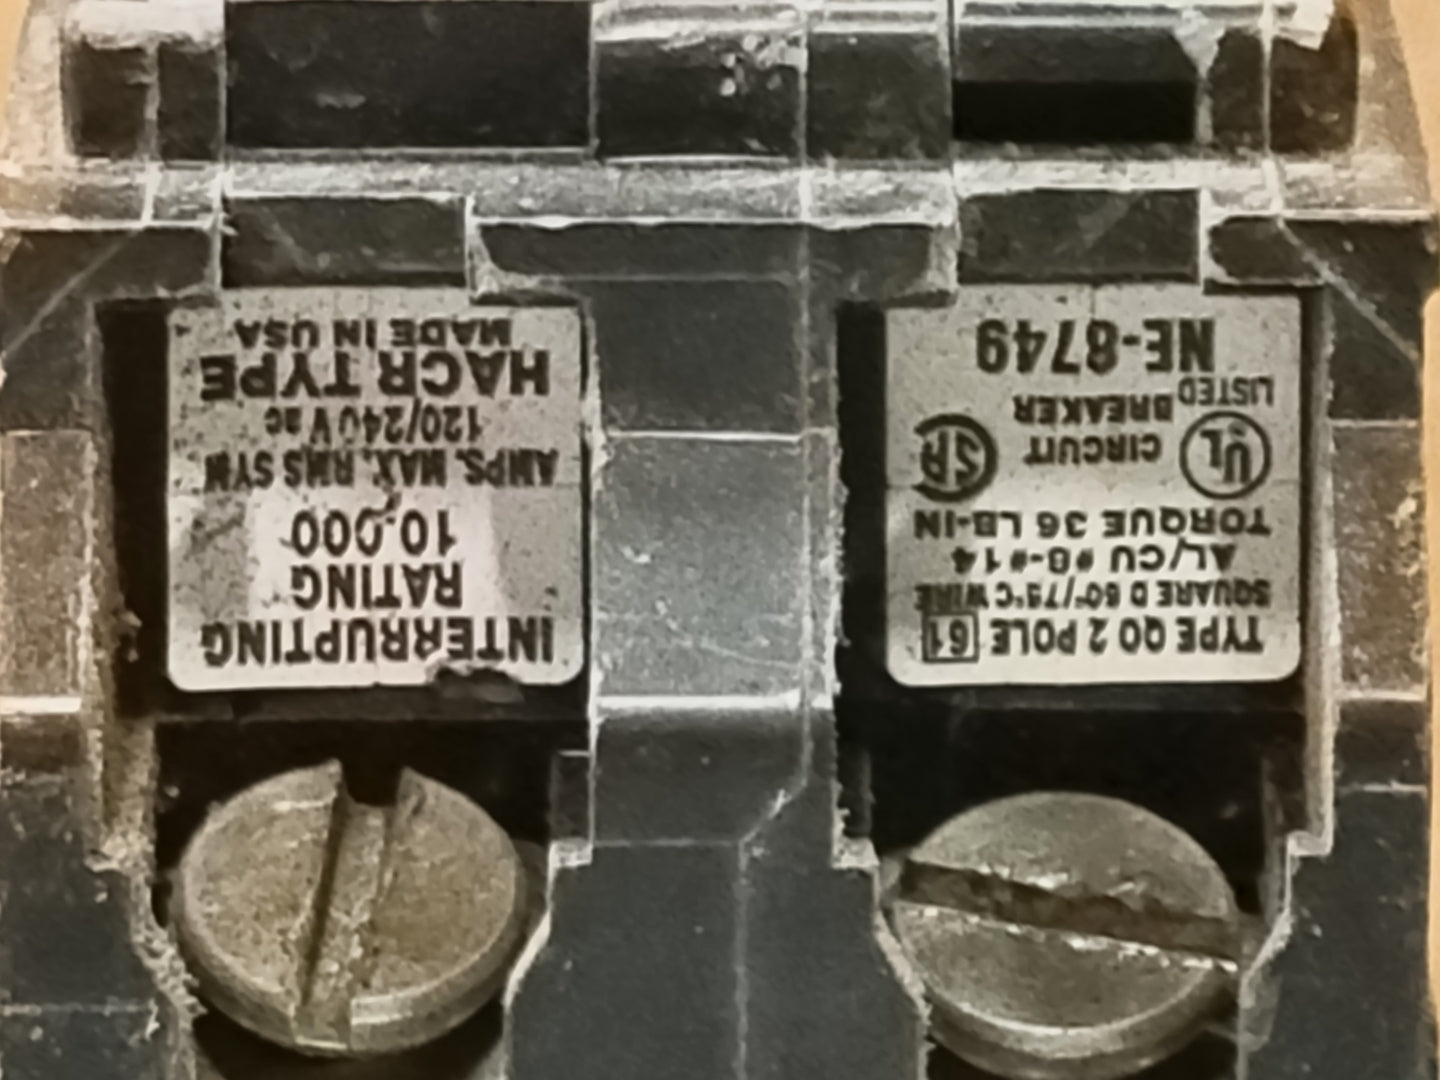 TYPE QO 2 POLE 61
SQUARE D 60°/75°C WIRE
AL/CU #8-#14
TORQUE 36 LB-IN
UL CIRCUIT SA
LISTED BREAKER
NE-8749
INTERRUPTING
RATING
10,000
AMPS. MAX. RMS SYM
120/240V ac
HACR TYPE
MADE IN USA